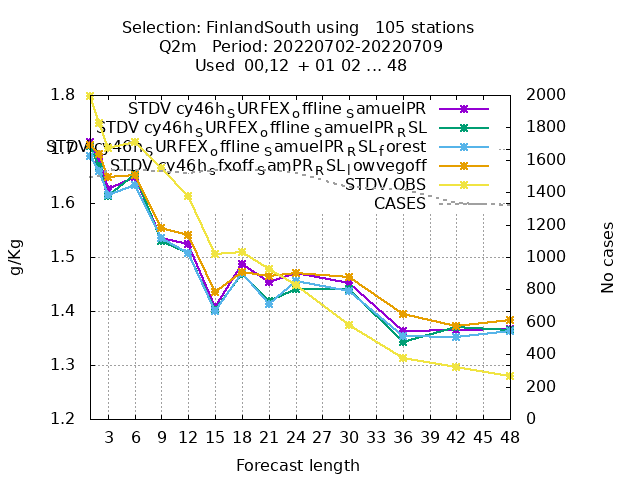 Selection: FinlandSouth using   105 stations
Q2m   Period: 20220702-20220709
Used  00,12  + 01 02 ... 48
g/Kg
1.8
1.7
1.6
1.5
1.4
1.3
1.2
STDV cy46h_SURFEX_offline_samuelPR
STDV cy46h_SURFEX_offline_samuelPR_RSL
STDV cy46h_SURFEX_offline_samuelPR_RSL_forest
STDV cy46h_sfxoff_samPR_RSL_lowvegoff
STDV OBS
CASES
2000
1800
1600
1400
1200
1000
800
600
400
200
0
No cases
3 6 9 12 15 18 21 24 27 30 33 36 39 42 45 48
Forecast length